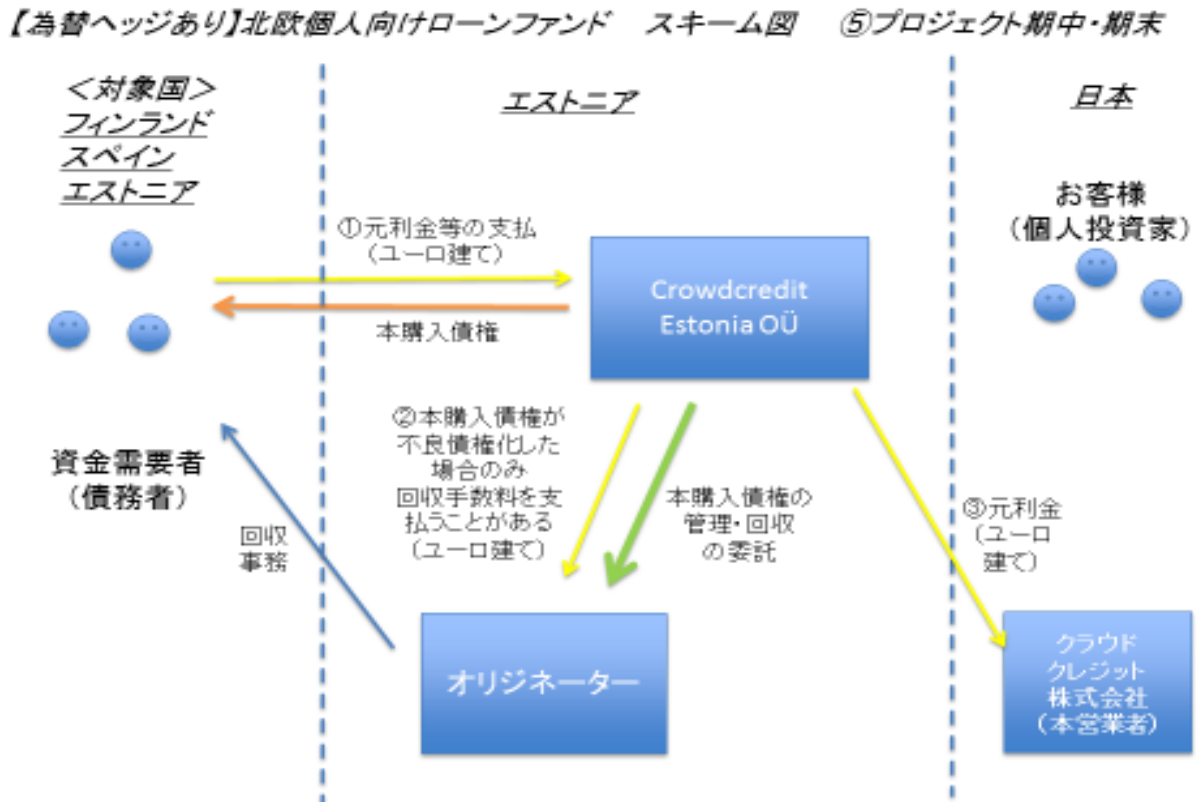 【為替ヘッジあり】北欧個人向けローンファンド スキーム図 ⑤プロジェクト期中・期末
＜対象国＞
フィンランド
スペイン
エストニア
エストニア
日本
お客様
（個人投資家）
①元利金等の支払
（ユーロ建て）
本購入債権
Crowdcredit
Estonia OÜ
資金需要者
（債務者）
回収
事務
②本購入債権が
不良債権化した
場合のみ
回収手数料を支
払うことがある
（ユーロ建て）
本購入債権の
管理・回収
の委託
③元利金
（ユーロ
建て）
オリジネーター
クラウド
クレジット
株式会社
（本営業者）